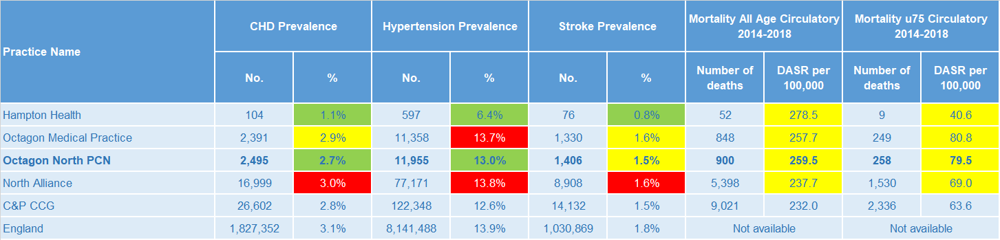 Practice Name CHD Prevalence Hypertension Prevalence Stroke Prevalence Mortality All Age Circulatory 2014-2018 Mortality u75 Circulatory 2014-2018
No. % No. % No. % Number of deaths DASR per 100,000 Number of deaths DASR per 100,000
Hampton Health 104 1.1% 597 6.4% 76 0.8% 52 278.5 9 40.6
Octagon Medical Practice 2,391 2.9% 11,358 13.7% 1,330 1.6% 848 257.7 249 80.8
Octagon North PCN 2,495 2.7% 11,955 13.0% 1,406 1.5% 900 259.5 258 79.5
North Alliance 16,999 3.0% 77,171 13.8% 8,908 1.6% 5,398 237.7 1,530 69.0
C&P CCG 26,602 2.8% 122,348 12.6% 14,132 1.5% 9,021 232.0 2,336 63.6
England 1,827,352 3.1% 8,141,488 13.9% 1,030,869 1.8% Not available Not available